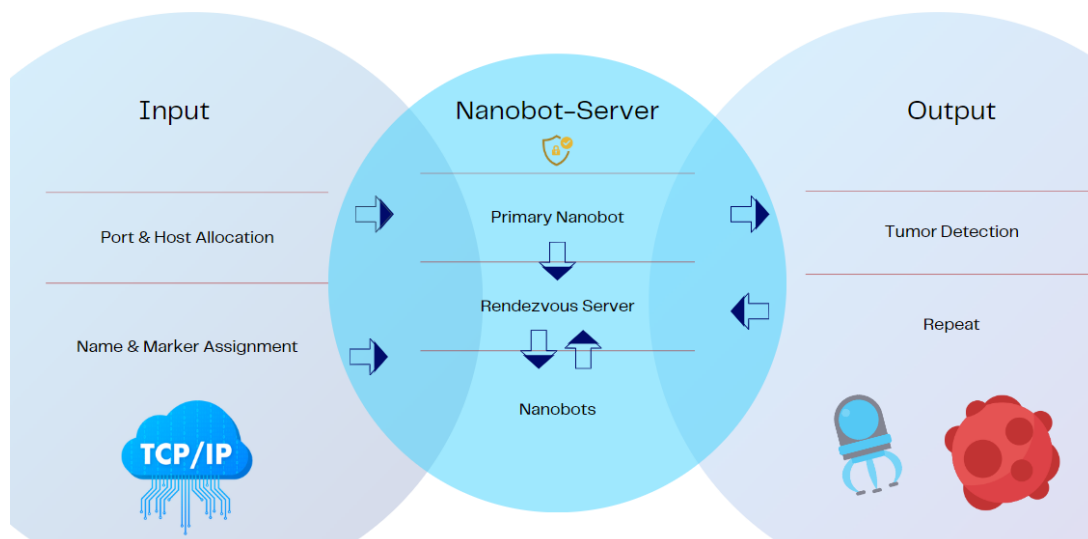 Input
Port & Host Allocation
Name & Marker Assignment
TCP/IP
Nanobot-Server
Primary Nanobot
Rendezvous Server
Nanobots
Output
Tumor Detection
Repeat